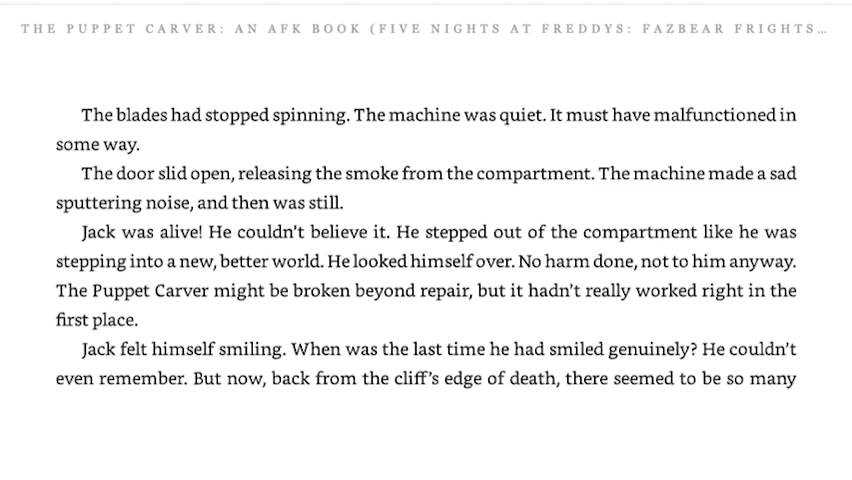 THE PUPPET CARVER: AN AFK BOOK (FIVE NIGHTS AT FREDDYS: FAZBEAR FRIGHTS…
The blades had stopped spinning. The machine was quiet. It must have malfunctioned in
some way.
The door slid open, releasing the smoke from the compartment. The machine made a sad
sputtering noise, and then was still.
Jack was alive! He couldn’t believe it. He stepped out of the compartment like he was
stepping into a new, better world. He looked himself over. No harm done, not to him anyway.
The Puppet Carver might be broken beyond repair, but it hadn’t really worked right in the
first place.
Jack felt himself smiling. When was the last time he had smiled genuinely? He couldn’t
even remember. But now, back from the cliff’s edge of death, there seemed to be so many